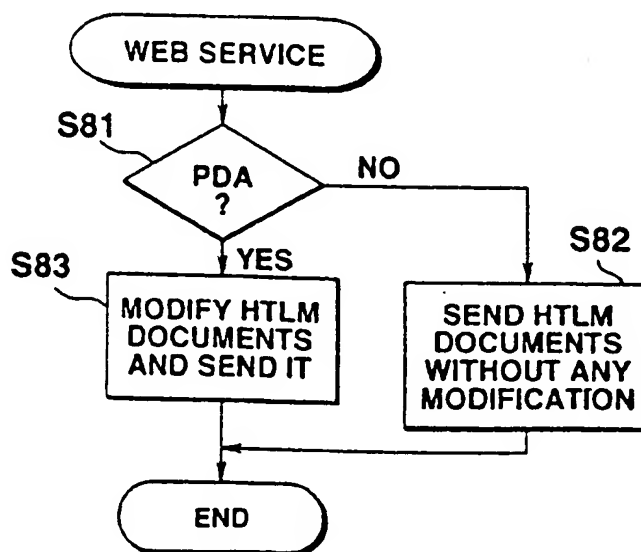 WEB SERVICE
S81
PDA
?
NO
YES
S83
MODIFY HTLM
DOCUMENTS
AND SEND IT
S82
SEND HTLM
DOCUMENTS
WITHOUT ANY
MODIFICATION
END